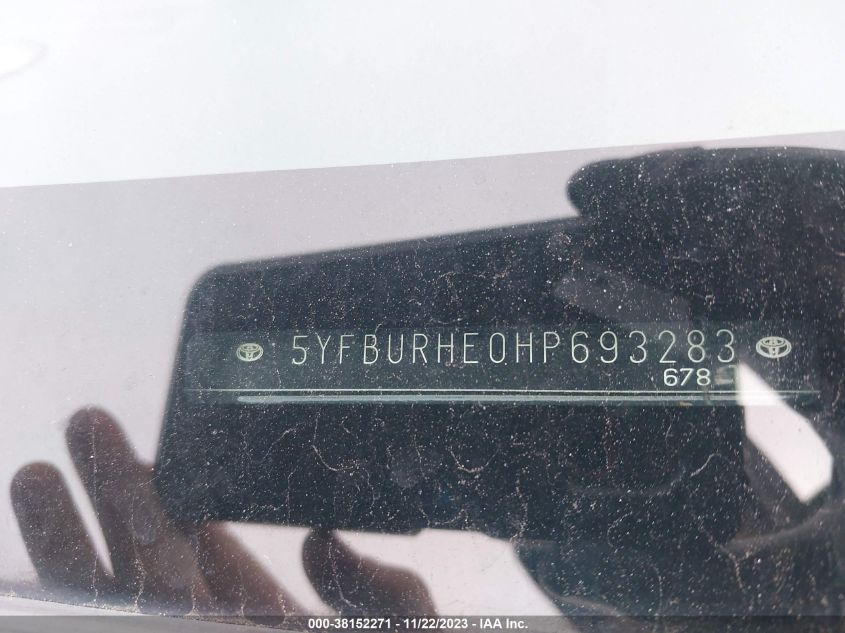 5YFBURHE0HP693283
678
000-38152271 - 11/22/2023 - IAA Inc.